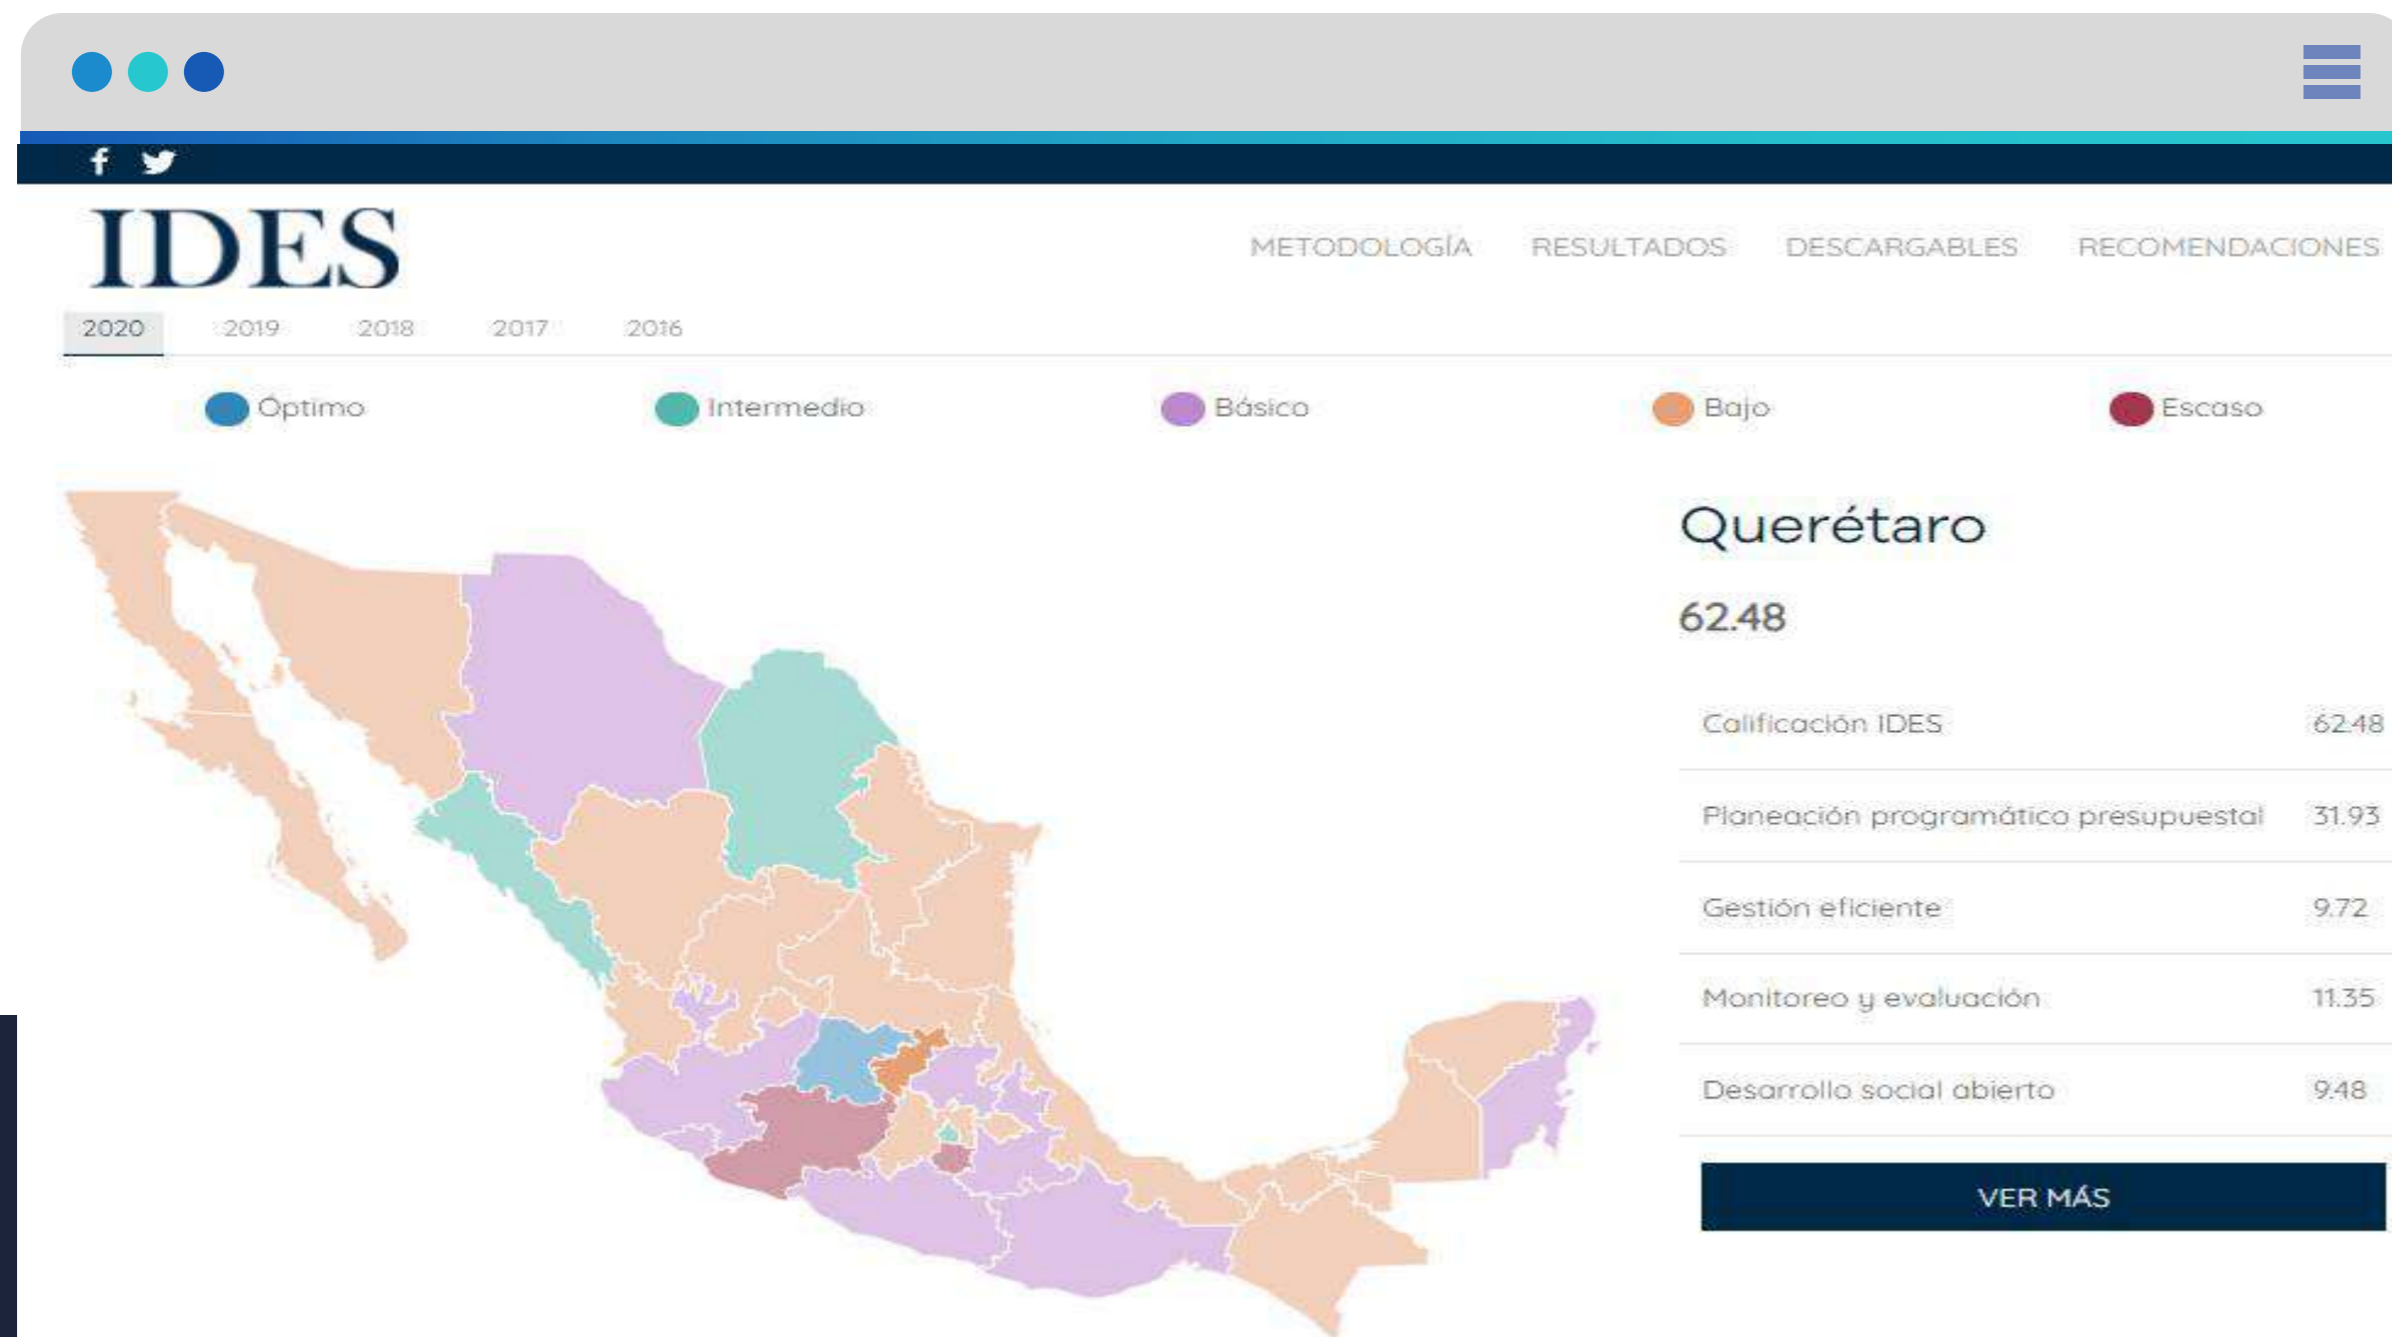 IDES
METODOLOGÍA RESULTADOS DESCARGABLES RECOMENDACIONES
2020 2019 2018 2017 2016
Óptimo Intermedio Básico Bajo Escaso
Querétaro
62.48
Calificación IDES 62.48
Planeación programático presupuestal 31.93
Gestión eficiente 9.72
Monitoreo y evaluación 11.35
Desarrollo social abierto 9.48
VER MÁS